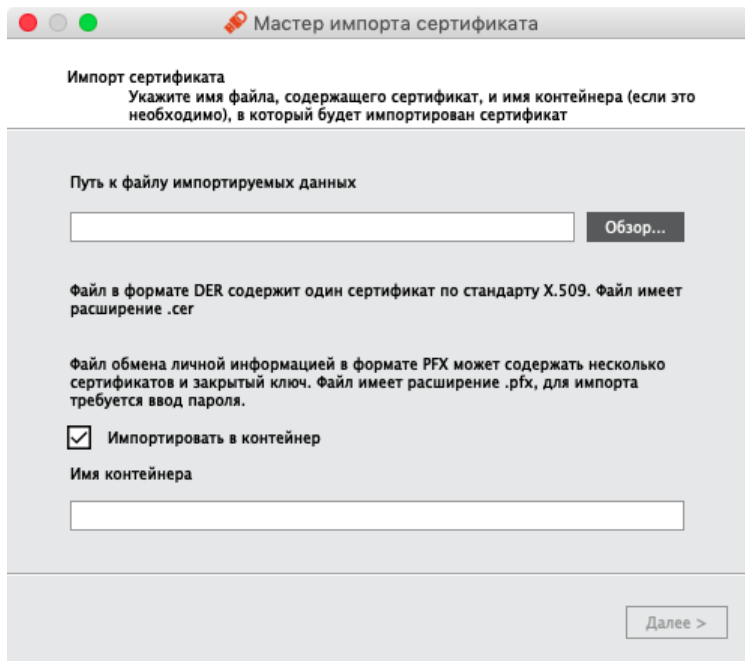 Мастер импорта сертификата
Импорт сертификата
Укажите имя файла, содержащего сертификат, и имя контейнера (если это
необходимо), в который будет импортирован сертификат
Путь к файлу импортируемых данных
Обзор...
Файл в формате DER содержит один сертификат по стандарту X.509. Файл имеет
расширение .cer
Файл обмена личной информацией в формате PFX может содержать несколько
сертификатов и закрытый ключ. Файл имеет расширение .pfx, для импорта
требуется ввод пароля.
Импортировать в контейнер
Имя контейнера
Далее >